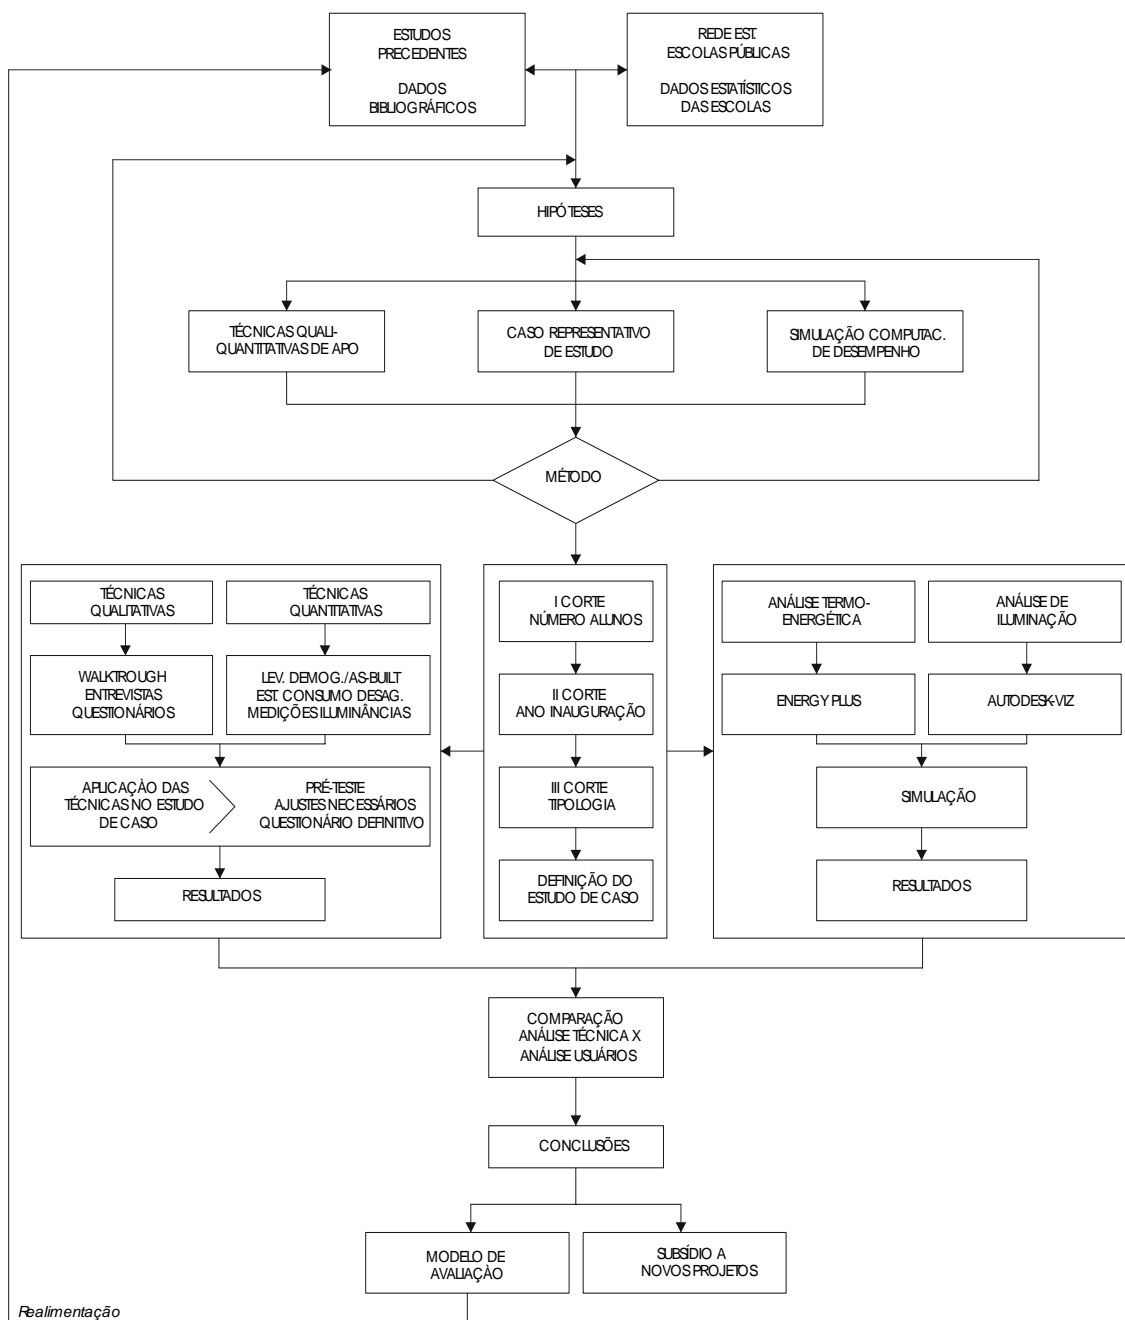 ESTUDOS
PRECEDENTES
DADOS
BIBLIOGRÁFICOS
REDE EST.
ESCOLAS PÚBLICAS
DADOS ESTATÍSTICOS
DAS ESCOLAS
HIPÓTESES
TÉCNICAS QUALI-
QUANTITATIVAS DE APO
CASO REPRESENTATIVO
DE ESTUDO
SIMULAÇÃO COMPUTAC.
DE DESEMPENHO
MÉTODO
TÉCNICAS
QUALITATIVAS
TÉCNICAS
QUANTITATIVAS
WALKTROUGH
ENTREVISTAS
QUESTIONÁRIOS
LEV. DEMOG./AS-BUILT
EST. CONSUMO DESAG.
MEDIÇÕES ILUMINÂNCIAS
APLICAÇÀO DAS
TÉCNICAS NO ESTUDO
DE CASO
PRÉ-TESTE
AJUSTES NECESSÁRIOS
QUESTIONÁRIO DEFINITIVO
RESULTADOS
I CORTE
NÚMERO ALUNOS
II CORTE
ANO INAUGURAÇÃO
III CORTE
TIPOLOGIA
DEFINIÇÃO DO
ESTUDO DE CASO
ANÁLISE TERMO-
ENERGÉTICA
ANÁLISE DE
ILUMINAÇÃO
ENERGY PLUS
AUTODESK-VIZ
SIMULAÇÃO
RESULTADOS
COMPARAÇÃO
ANÁLISE TÉCNICA X
ANÁLISE USUÁRIOS
CONCLUSÕES
MODELO DE
AVALIAÇÀO
SUBSÍDIO A
NOVOS PROJETOS
Realimentação